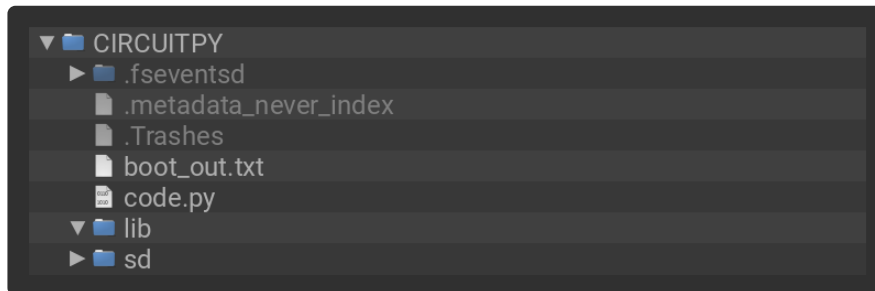 CIRCUITPY
.fseventsd
.metadata_never_index
.Trashes
boot_out.txt
code.py
lib
sd